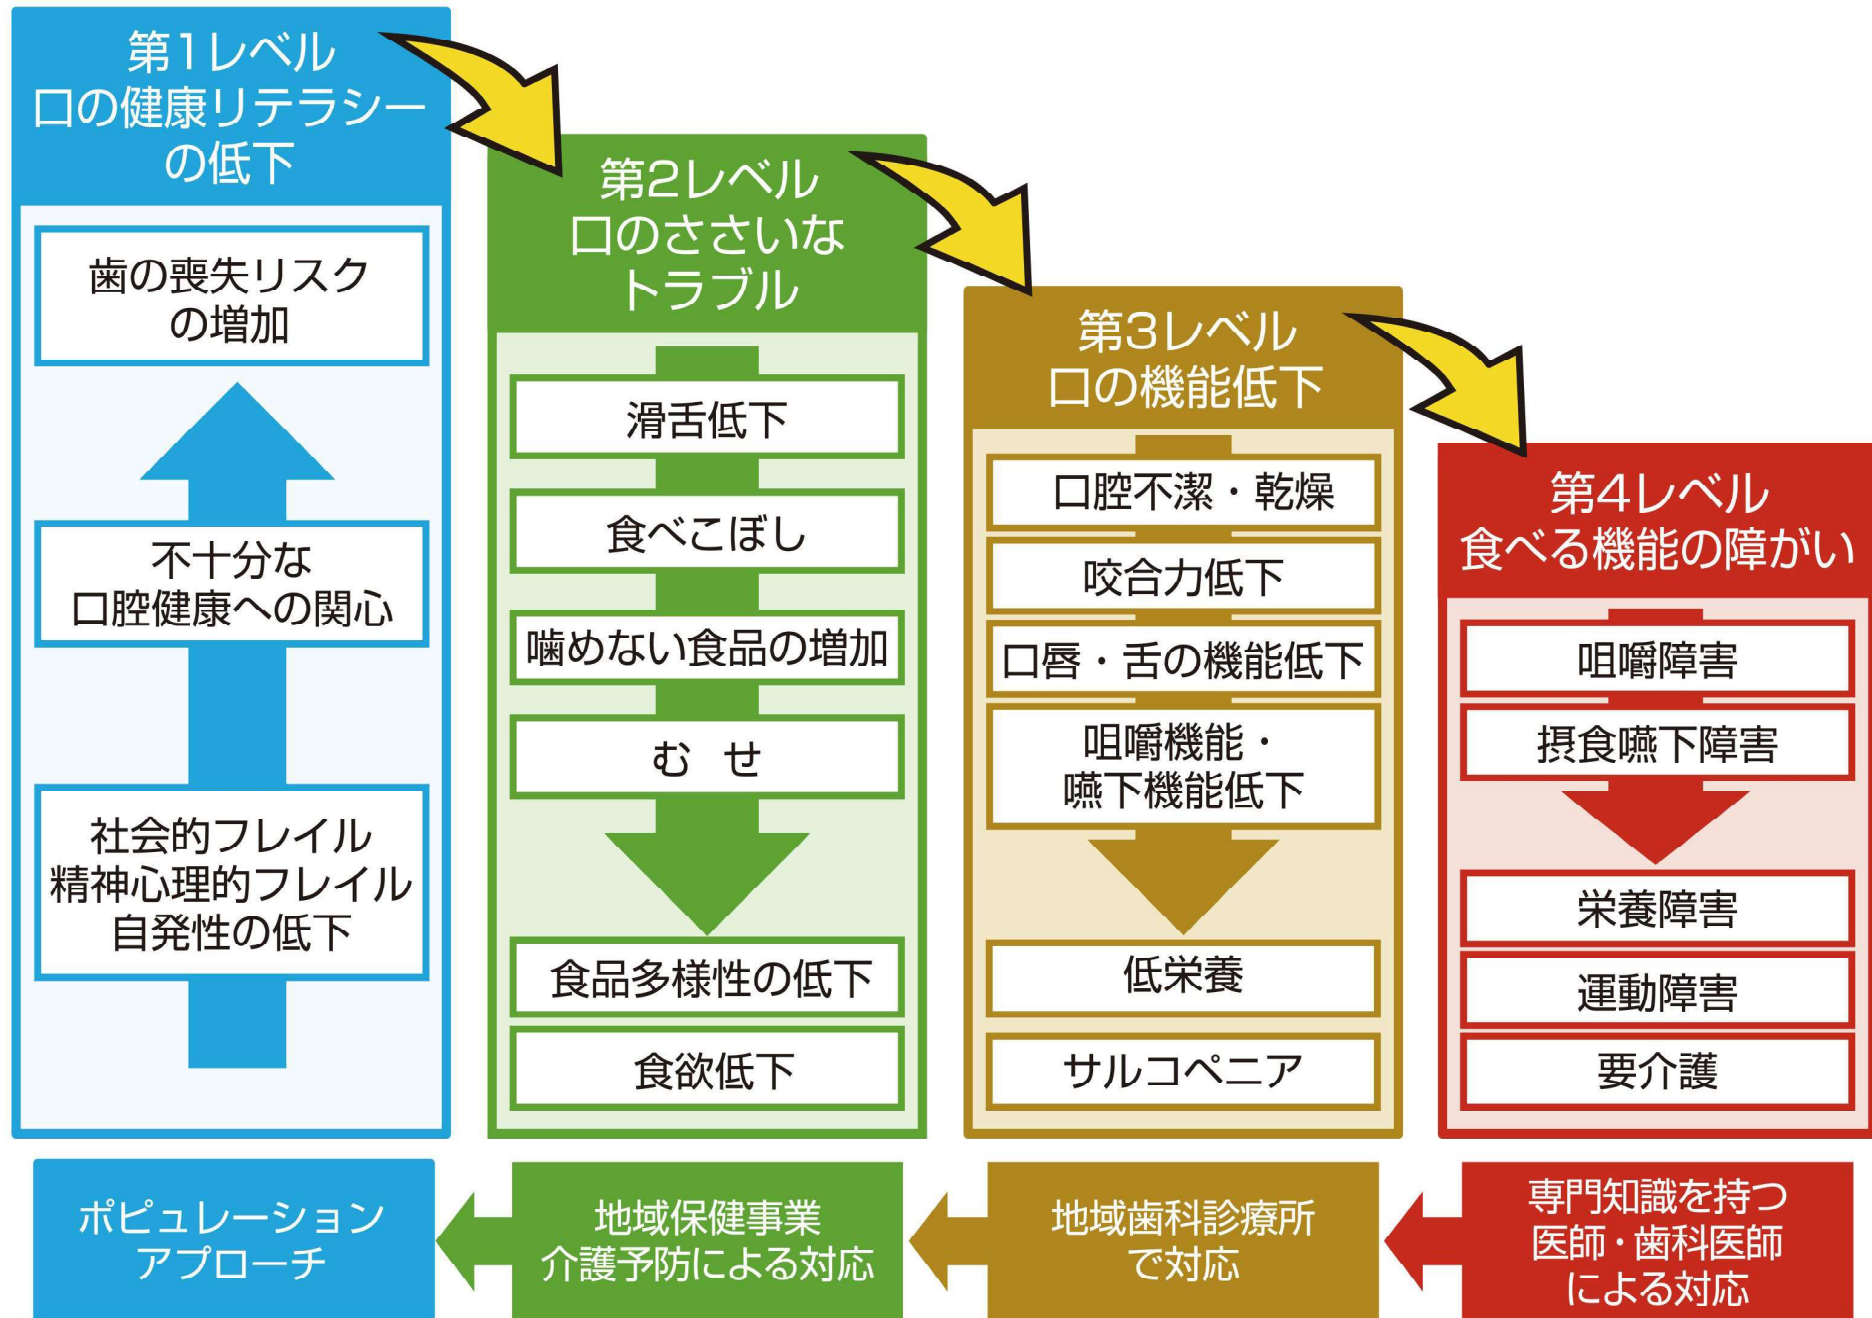 第1レベル
口の健康リテラシー
の低下
歯の喪失リスク
の増加
不十分な
口腔健康への関心
社会的フレイル
精神心理的フレイル
自発性の低下
第2レベル
口のささいな
トラブル
滑舌低下
食べこぼし
噛めない食品の増加
む せ
食品多様性の低下
食欲低下
第3レベル
口の機能低下
口腔不潔・乾燥
咬合力低下
口唇・舌の機能低下
咀嚼機能・
嚥下機能低下
低栄養
サルコペニア
第4レベル
食べる機能の障がい
咀嚼障害
摂食嚥下障害
栄養障害
運動障害
要介護
ポピュレーション
アプローチ
地域保健事業
介護予防による対応
地域歯科診療所
で対応
専門知識を持つ
医師・歯科医師
による対応